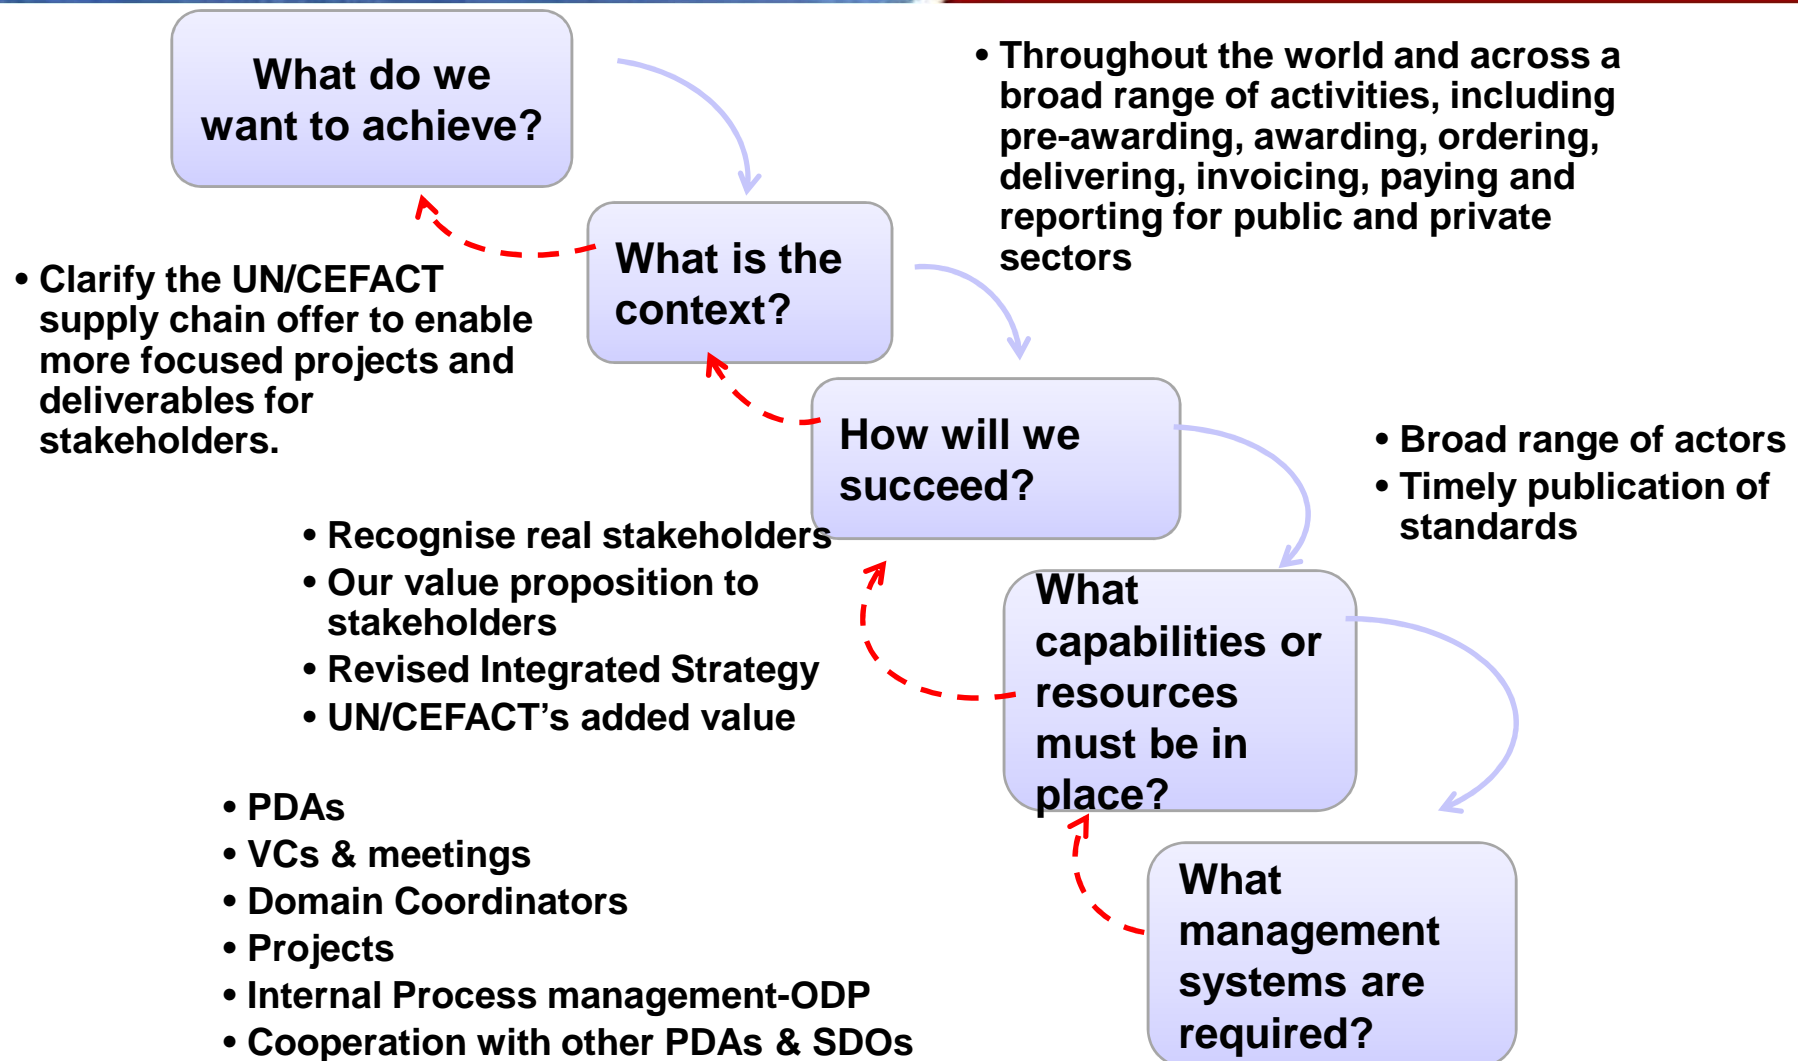 What do we
want to achieve?
• Throughout the world and across a
broad range of activities, including
pre-awarding, awarding, ordering,
delivering, invoicing, paying and
reporting for public and private
sectors
What is the
context?
• Clarify the UN/CEFACT
supply chain offer to enable
more focused projects and
deliverables for
stakeholders.
How will we
succeed?
• Broad range of actors
• Timely publication of
standards
• Recognise real stakeholders
• Our value proposition to
stakeholders
• Revised Integrated Strategy
• UN/CEFACT’s added value
What
capabilities or
resources
must be in
place?
• PDAs
• VCs & meetings
• Domain Coordinators
• Projects
• Internal Process management-ODP
• Cooperation with other PDAs & SDOs
What
management
systems are
required?